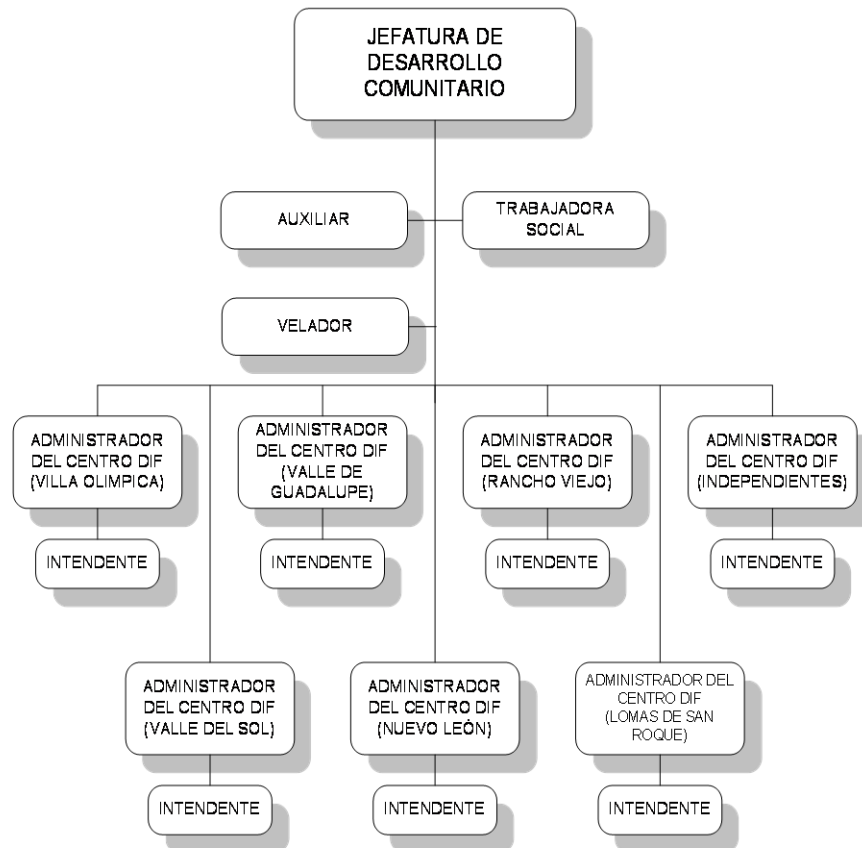 JEFATURA DE
DESARROLLO
COMUNITARIO
AUXILIAR
TRABAJADORA
SOCIAL
VELADOR
ADMINISTRADOR
DEL CENTRO DIF
(VILLA OLIMPICA)
ADMINISTRADOR
DEL CENTRO DIF
(VALLE DE
GUADALUPE)
ADMINISTRADOR
DEL CENTRO DIF
(RANCHO VIEJO)
ADMINISTRADOR
DEL CENTRO DIF
(INDEPENDIENTES)
INTENDENTE
INTENDENTE
INTENDENTE
INTENDENTE
ADMINISTRADOR
DEL CENTRO DIF
(VALLE DEL SOL)
ADMINISTRADOR
DEL CENTRO DIF
(NUEVO LEÓN)
ADMINISTRADOR DEL
CENTRO DIF
(LOMAS DE SAN
ROQUE)
INTENDENTE
INTENDENTE
INTENDENTE